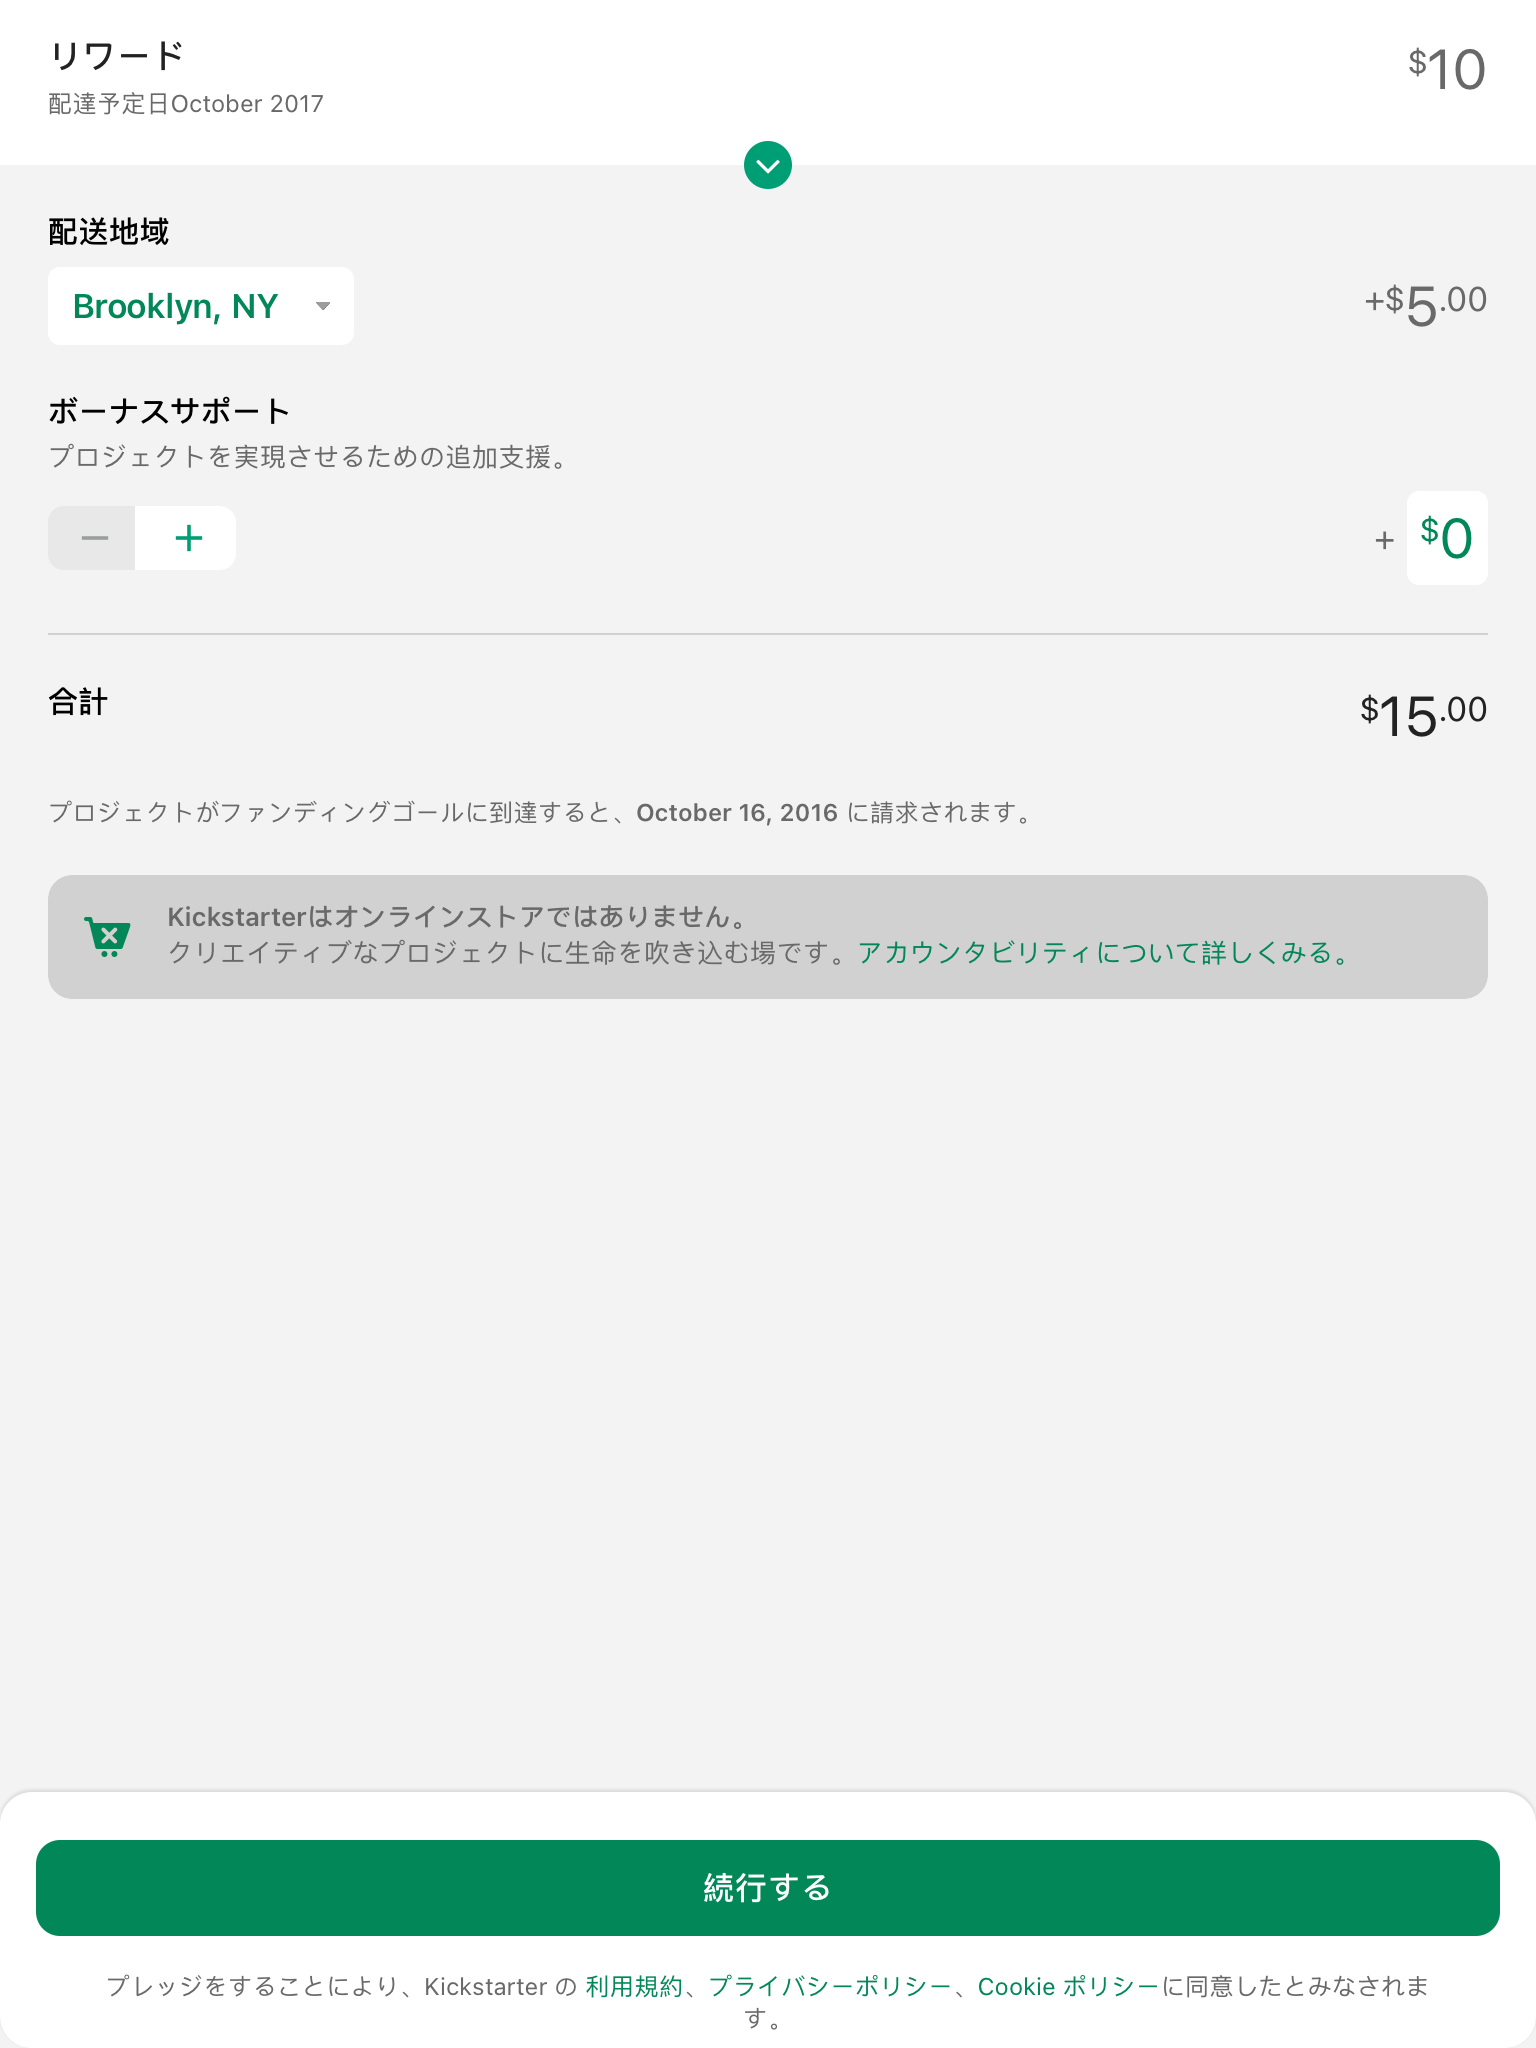 リワード
$10
配達予定日October 2017
配送地域
Brooklyn, NY
+$5.00
ボーナスサポート
プロジェクトを実現させるための追加支援。
− +
+ $0
合計
$15.00
プロジェクトがファンディングゴールに到達すると、October 16, 2016 に請求されます。
Kickstarterはオンラインストアではありません。
クリエイティブなプロジェクトに生命を吹き込む場です。アカウンタビリティについて詳しくみる。
続行する
プレッジをすることにより、Kickstarter の 利用規約、プライバシーポリシー、Cookie ポリシーに同意したとみなされま
す。